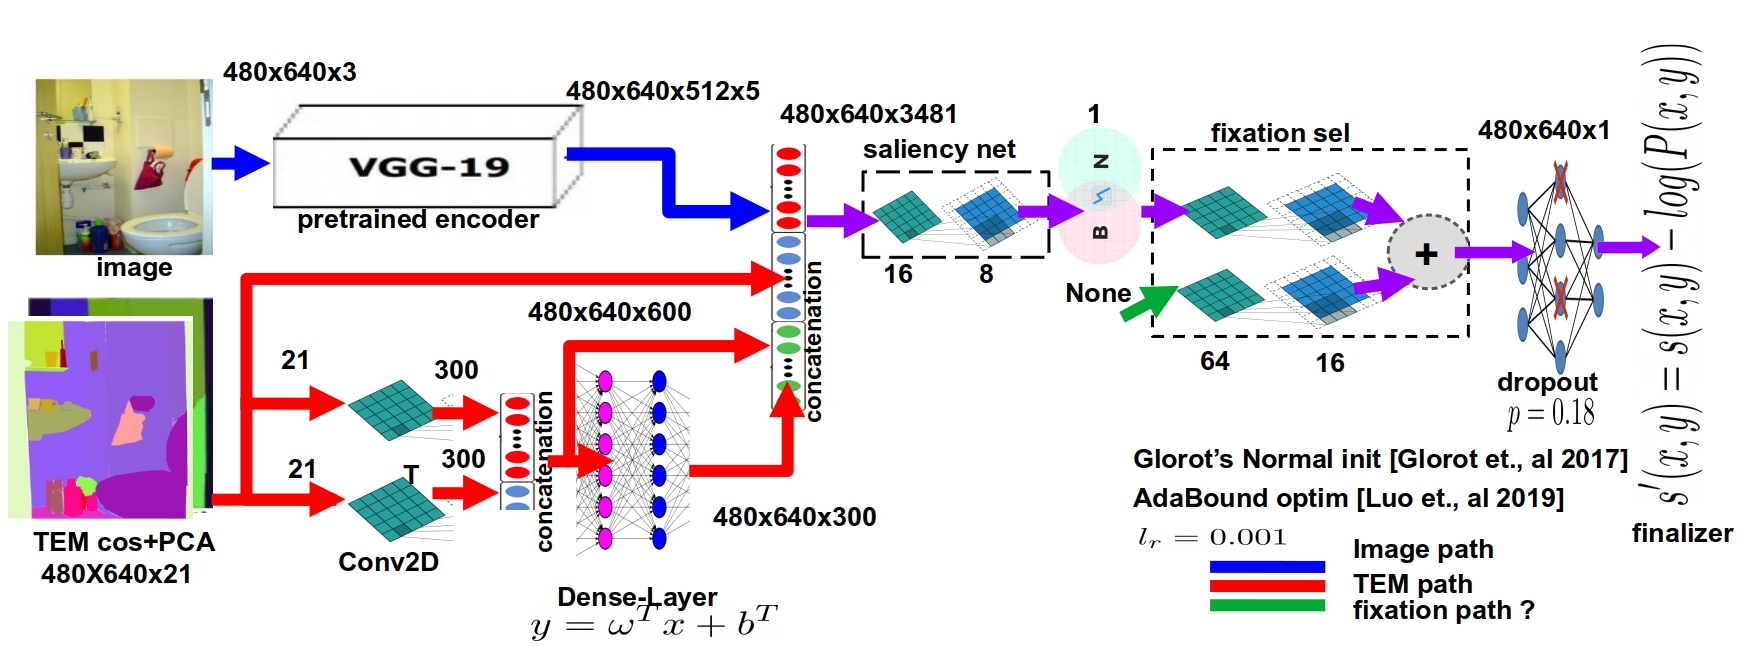 480x640x3
480x640x512x5
VGG-19
pretrained encoder
image
480x640x3481
saliency net
16
8
1
N
B
fixation sel
None
64
16
+
480x640x1
dropout
p = 0.18
s'(x,y) = s(x,y) − log(P(x,y))
finalizer
concatenation
480x640x600
21
300
21
T
300
concatenation
Conv2D
TEM cos+PCA
480X640x21
480x640x300
Dense-Layer
y = ω^T x + b^T
Glorot's Normal init [Glorot et., al 2017]
AdaBound optim [Luo et., al 2019]
l_r = 0.001
Image path
TEM path
fixation path ?